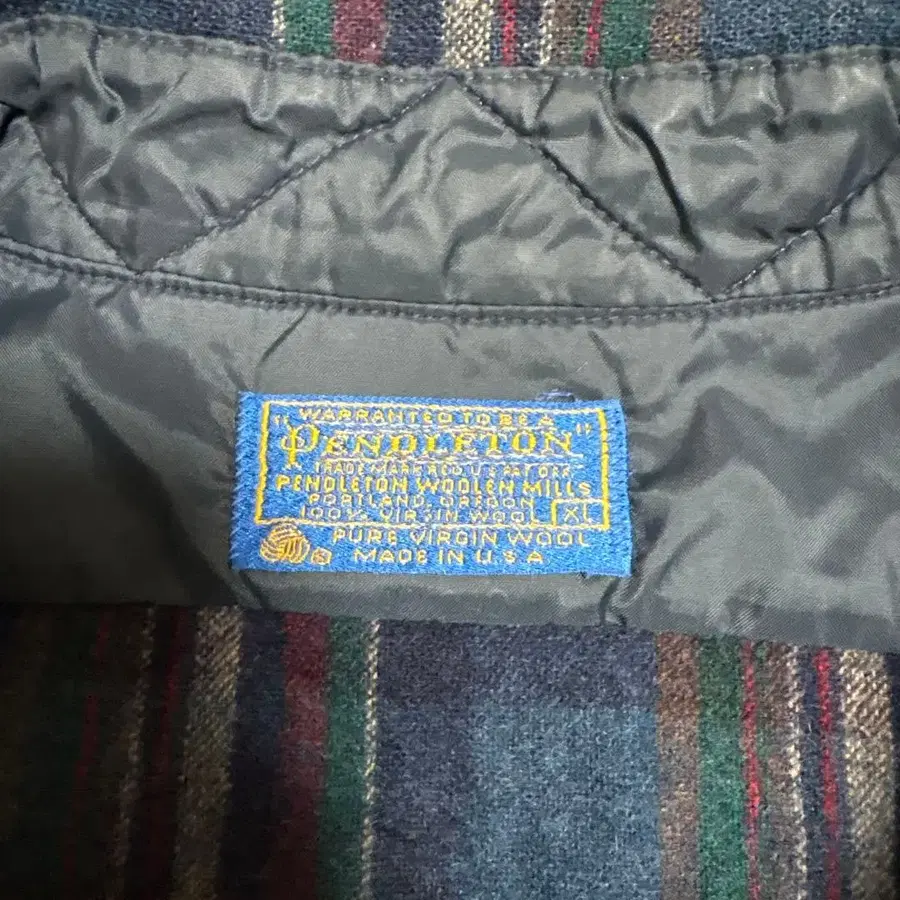 "WARRANTED TO BE A"
PENDLETON
TRADE MARK REG U S PAT OFF
PENDLETON WOOLEN MILLS
PORTLAND, OREGON
100% VIRGIN WOOL XL
PURE VIRGIN WOOL
MADE IN U.S.A